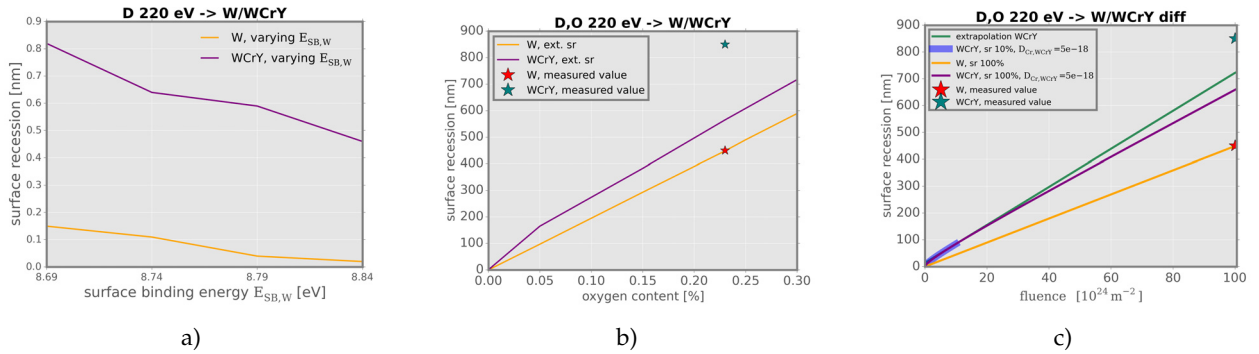 D 220 eV -> W/WCrY
0.9
0.8
0.7
0.6
0.5
0.4
0.3
0.2
0.1
0.0
surface recession [nm]
W, varying E_SB,W
WCrY, varying E_SB,W
8.69 8.74 8.79 8.84
surface binding energy E_SB,W [eV]
a)
D,O 220 eV -> W/WCrY
900
800
700
600
500
400
300
200
100
0
surface recession [nm]
W, ext. sr
WCrY, ext. sr
W, measured value
WCrY, measured value
0.00 0.05 0.10 0.15 0.20 0.25 0.30
oxygen content [%]
b)
D,O 220 eV -> W/WCrY diff
900
800
700
600
500
400
300
200
100
0
surface recession [nm]
extrapolation WCrY
WCrY, sr 10%, D_Cr,WCrY=5e−18
W, sr 100%
WCrY, sr 100%, D_Cr,WCrY=5e−18
W, measured value
WCrY, measured value
0 20 40 60 80 100
fluence [10^24 m^−2]
c)